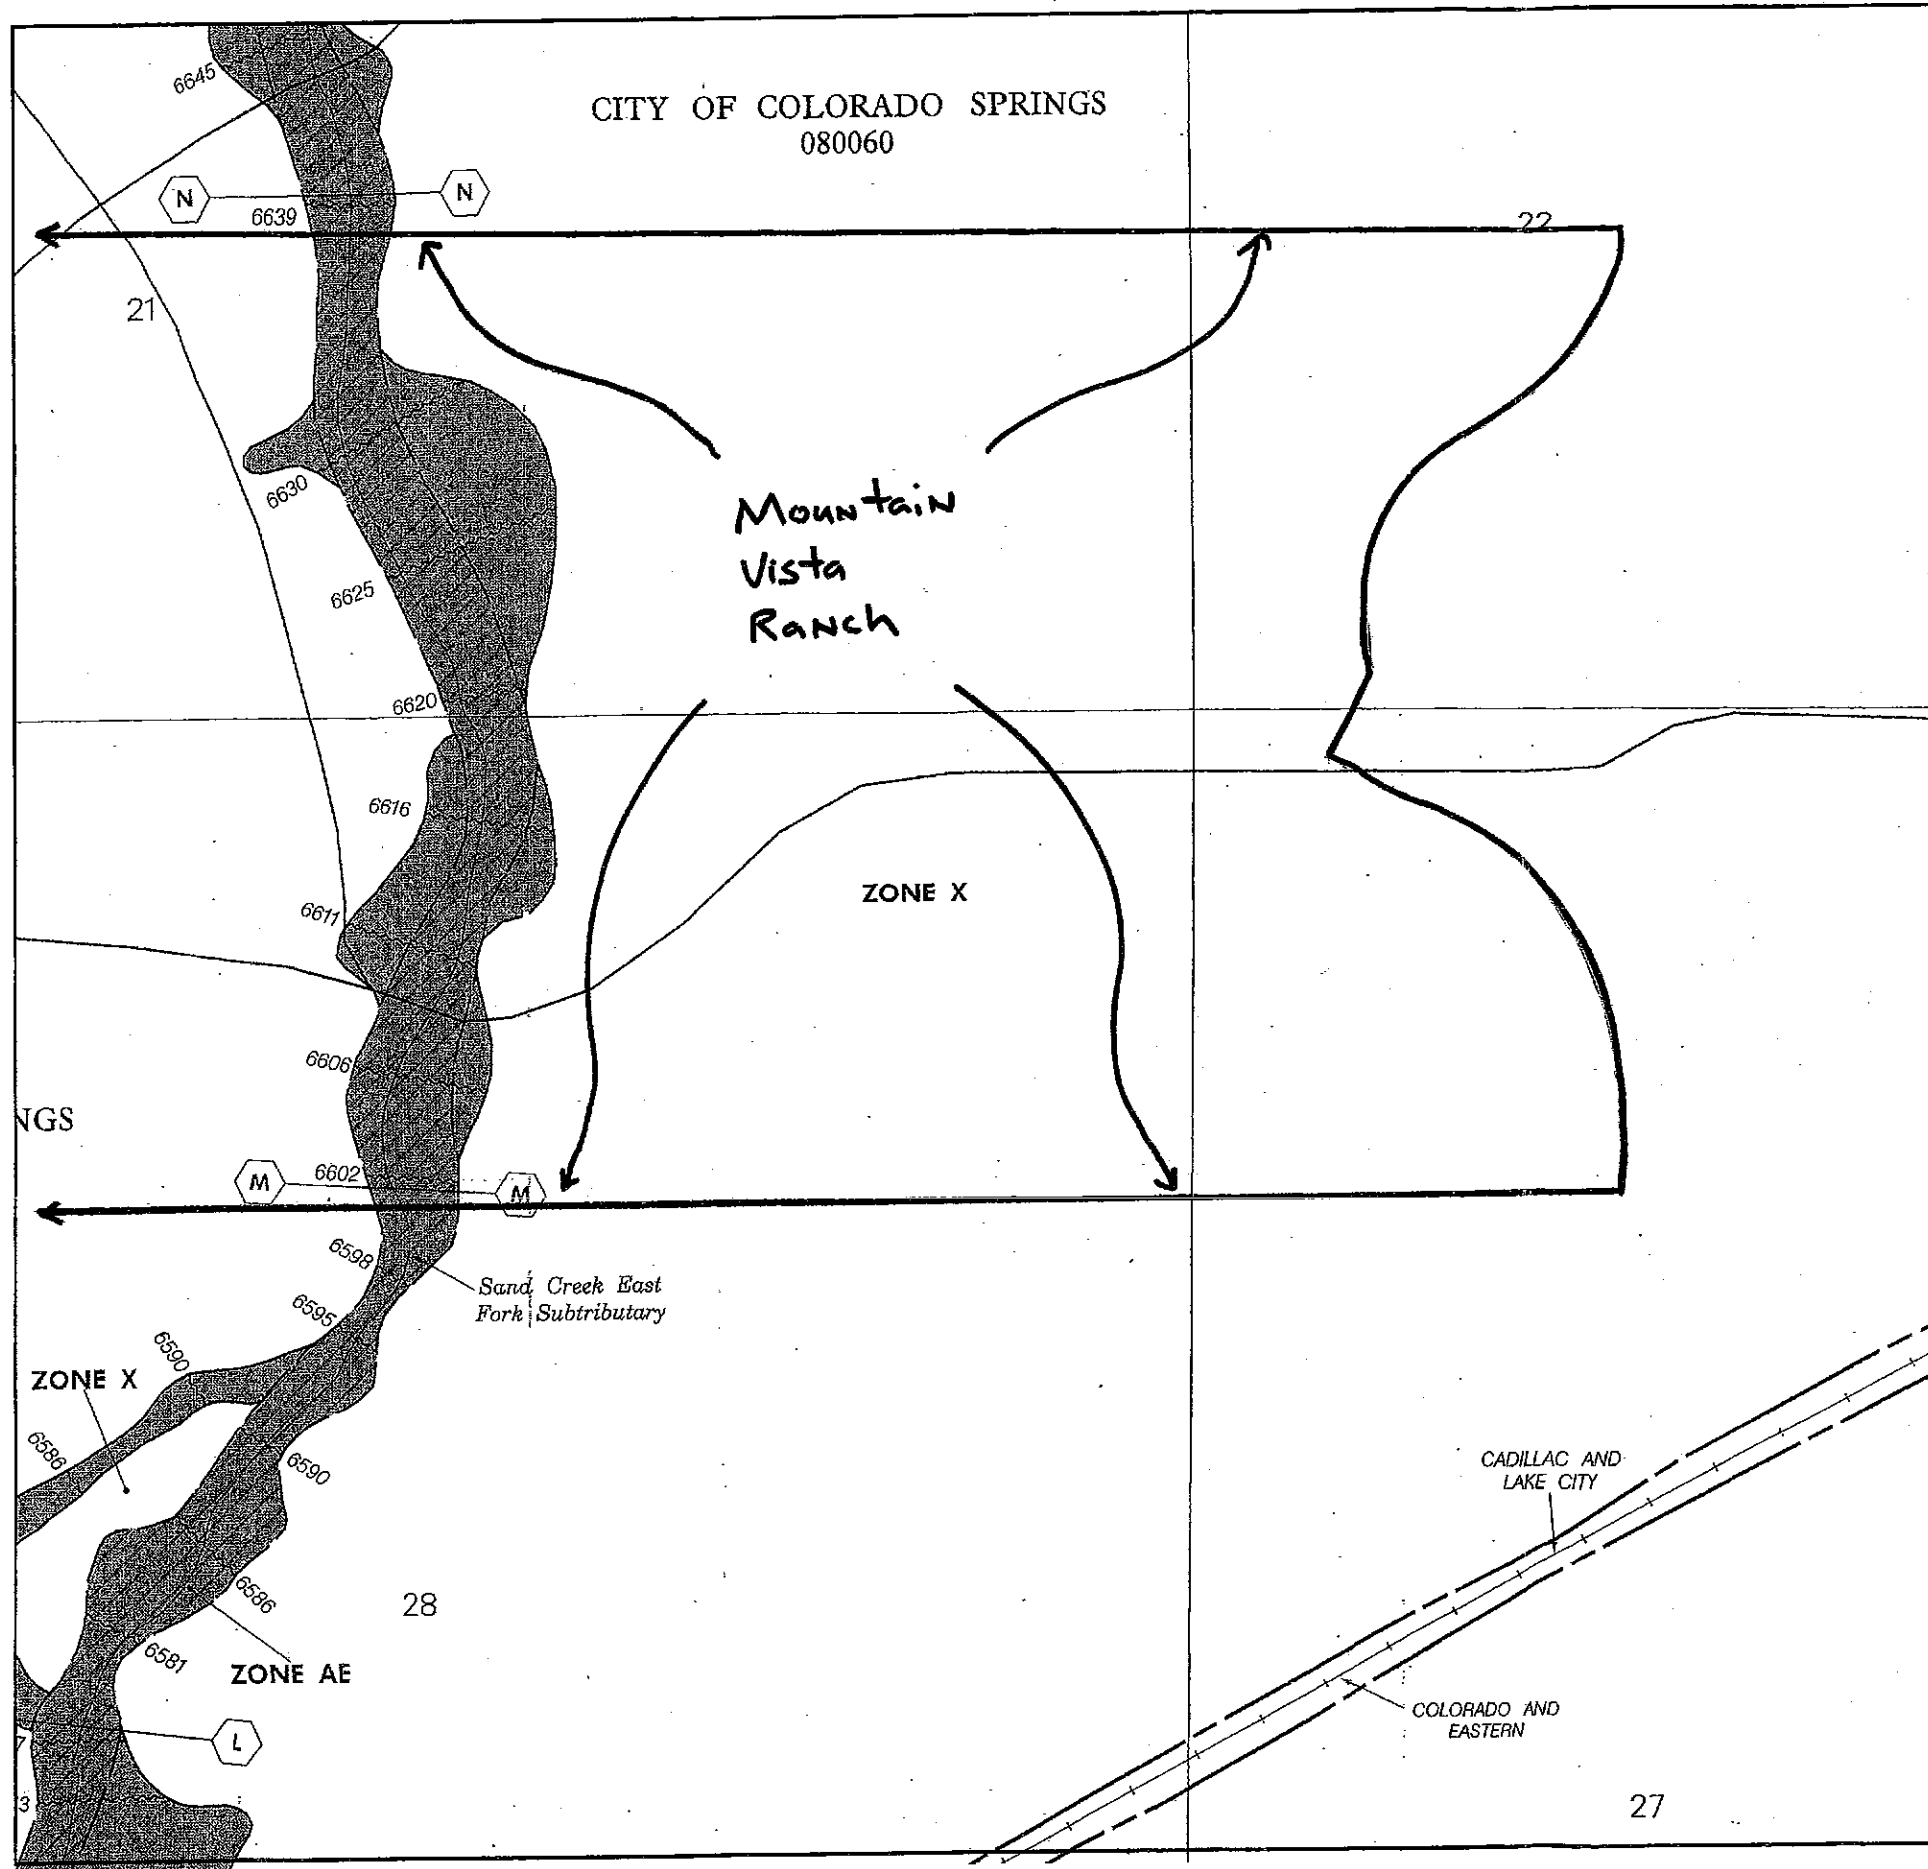 6645
CITY OF COLORADO SPRINGS
080060
N
N
6639
22
21
6630
Mountain
Vista
Ranch
6625
6620
6616
ZONE X
6611
6606
NGS
M
6602
M
6598
Sand Creek East
Fork Subtributary
6595
6590
ZONE X
6586
6590
CADILLAC AND
LAKE CITY
6586
28
6581
ZONE AE
COLORADO AND
EASTERN
L
7
3
27